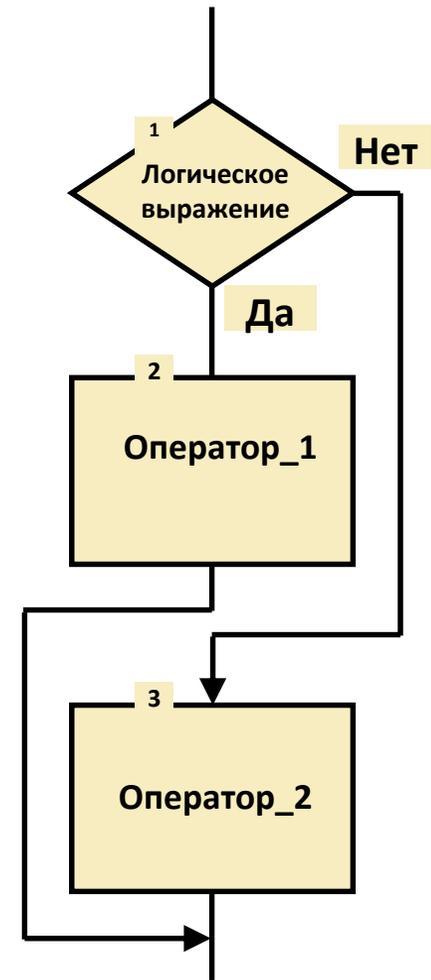 1
Нет
Логическое
выражение
Да
2
Оператор_1
3
Оператор_2